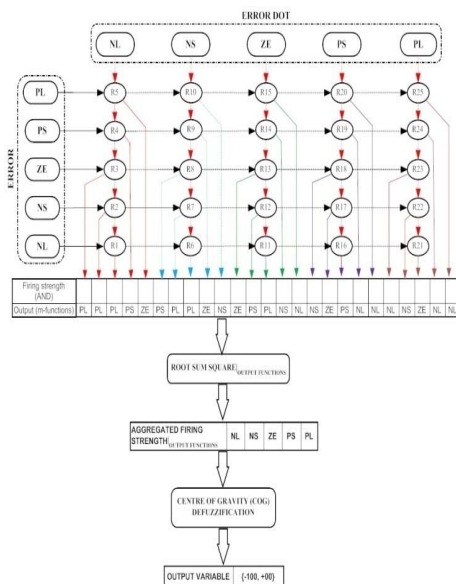 ERROR DOT
NL NS ZE PS PL
ERROR
PL R5 R10 R15 R20 R25
PS R4 R9 R14 R19 R24
ZE R3 R8 R13 R18 R23
NS R2 R7 R12 R17 R22
NL R1 R6 R11 R16 R21
Firing strength
(AND)
Output (m-functions) PL PL PL PS ZE PS PL PL ZE NS ZE PS PL NS NL NS ZE PS NL NL NL NS ZE NL NL
ROOT SUM SQUARE|OUTPUT FUNCTIONS
AGGREGATED FIRING
STRENGTH|OUTPUT FUNCTIONS NL NS ZE PS PL
CENTRE OF GRAVITY (COG)
DEFUZZIFICATION
OUTPUT VARIABLE {-100, +00}